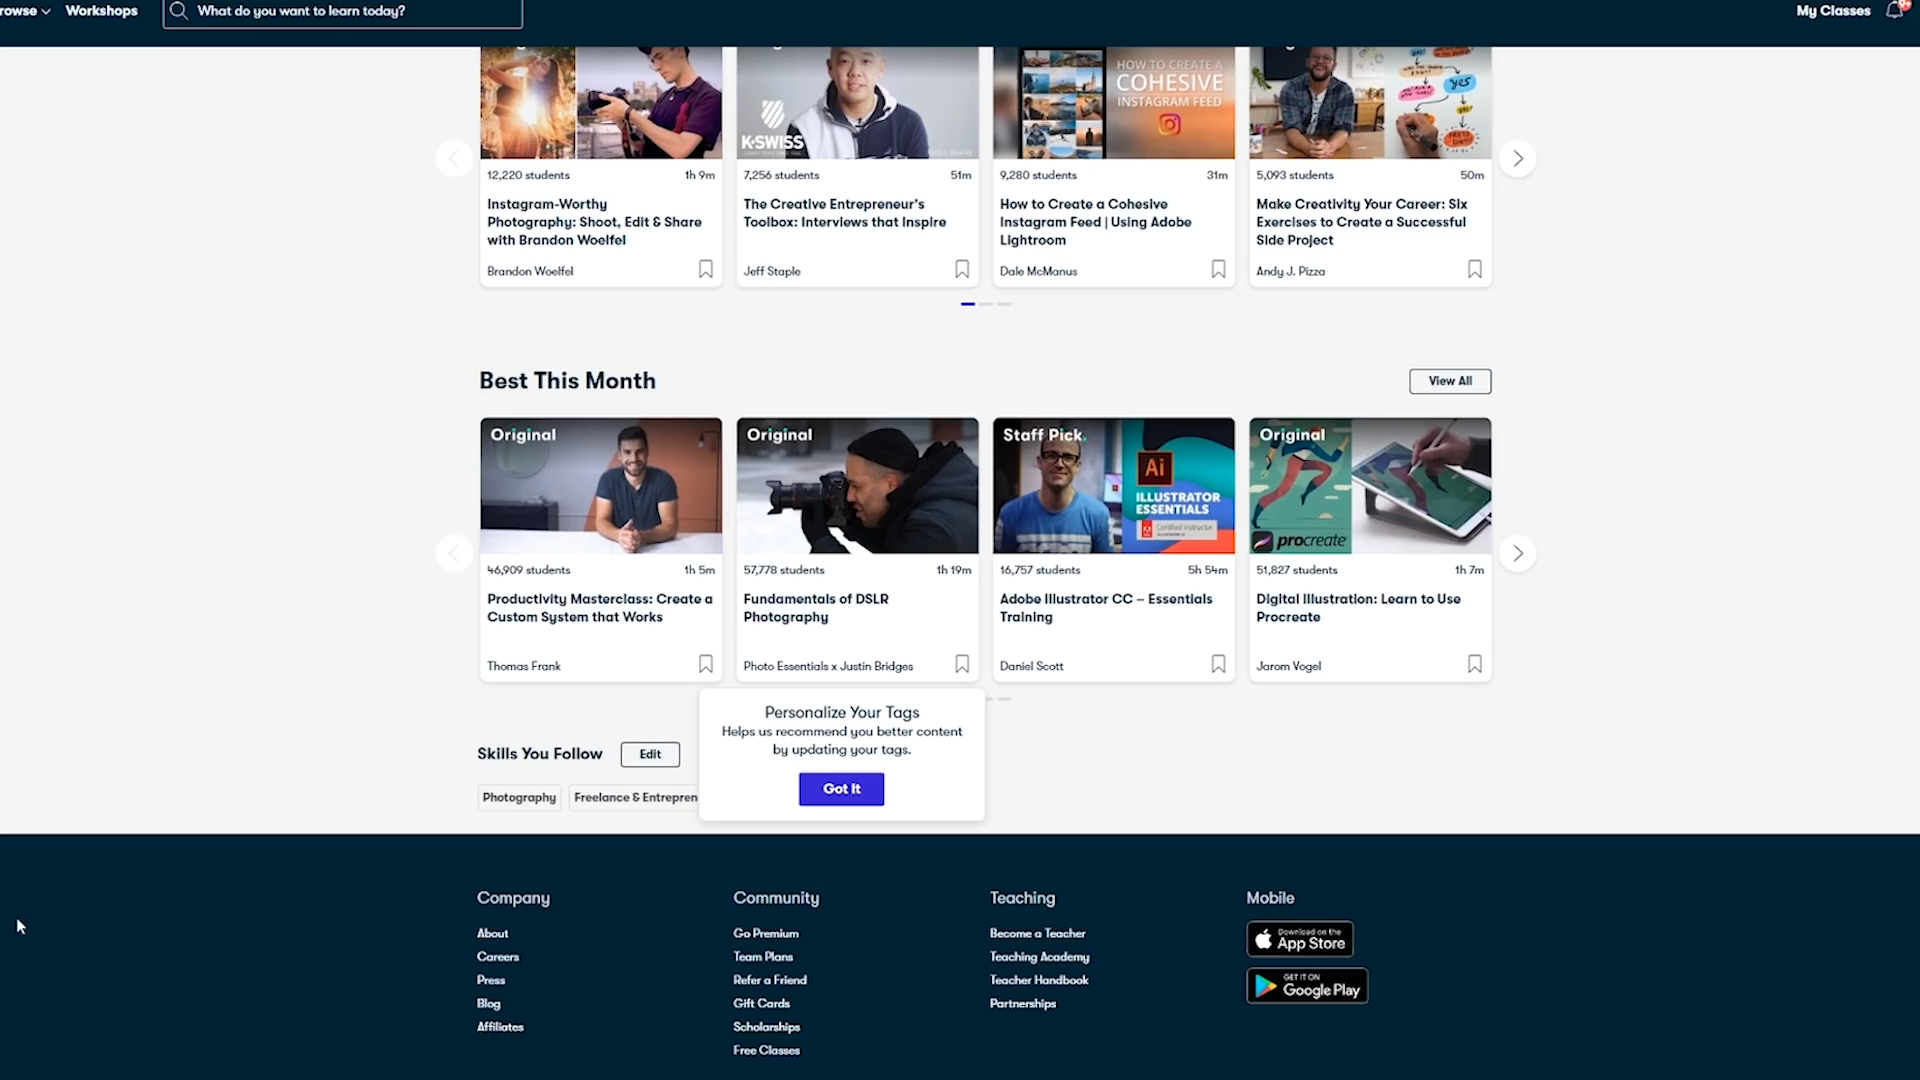 rowse
Workshops
What do you want to learn today?
My Classes
9+
K·SWISS
HOW TO CREATE A
COHESIVE
INSTAGRAM FEED
YES
12,220 students
1h 9m
7,256 students
51m
9,280 students
31m
5,093 students
50m
Instagram-Worthy
Photography: Shoot, Edit & Share
with Brandon Woelfel
The Creative Entrepreneur's
Toolbox: Interviews that Inspire
How to Create a Cohesive
Instagram Feed | Using Adobe
Lightroom
Make Creativity Your Career: Six
Exercises to Create a Successful
Side Project
Brandon Woelfel
Jeff Staple
Dale McManus
Andy J. Pizza
Best This Month
View All
Original
Original
Staff Pick.
Original
Ai
ILLUSTRATOR
ESSENTIALS
Certified Instructor
procreate
46,909 students
1h 5m
57,778 students
1h 19m
16,757 students
5h 54m
51,827 students
1h 7m
Productivity Masterclass: Create a
Custom System that Works
Fundamentals of DSLR
Photography
Adobe Illustrator CC – Essentials
Training
Digital Illustration: Learn to Use
Procreate
Thomas Frank
Photo Essentials x Justin Bridges
Daniel Scott
Jarom Vogel
Personalize Your Tags
Helps us recommend you better content
by updating your tags.
Got It
Skills You Follow
Edit
Photography
Freelance & Entrepren
Company
About
Careers
Press
Blog
Affiliates
Community
Go Premium
Team Plans
Refer a Friend
Gift Cards
Scholarships
Free Classes
Teaching
Become a Teacher
Teaching Academy
Teacher Handbook
Partnerships
Mobile
Download on the
App Store
GET IT ON
Google Play